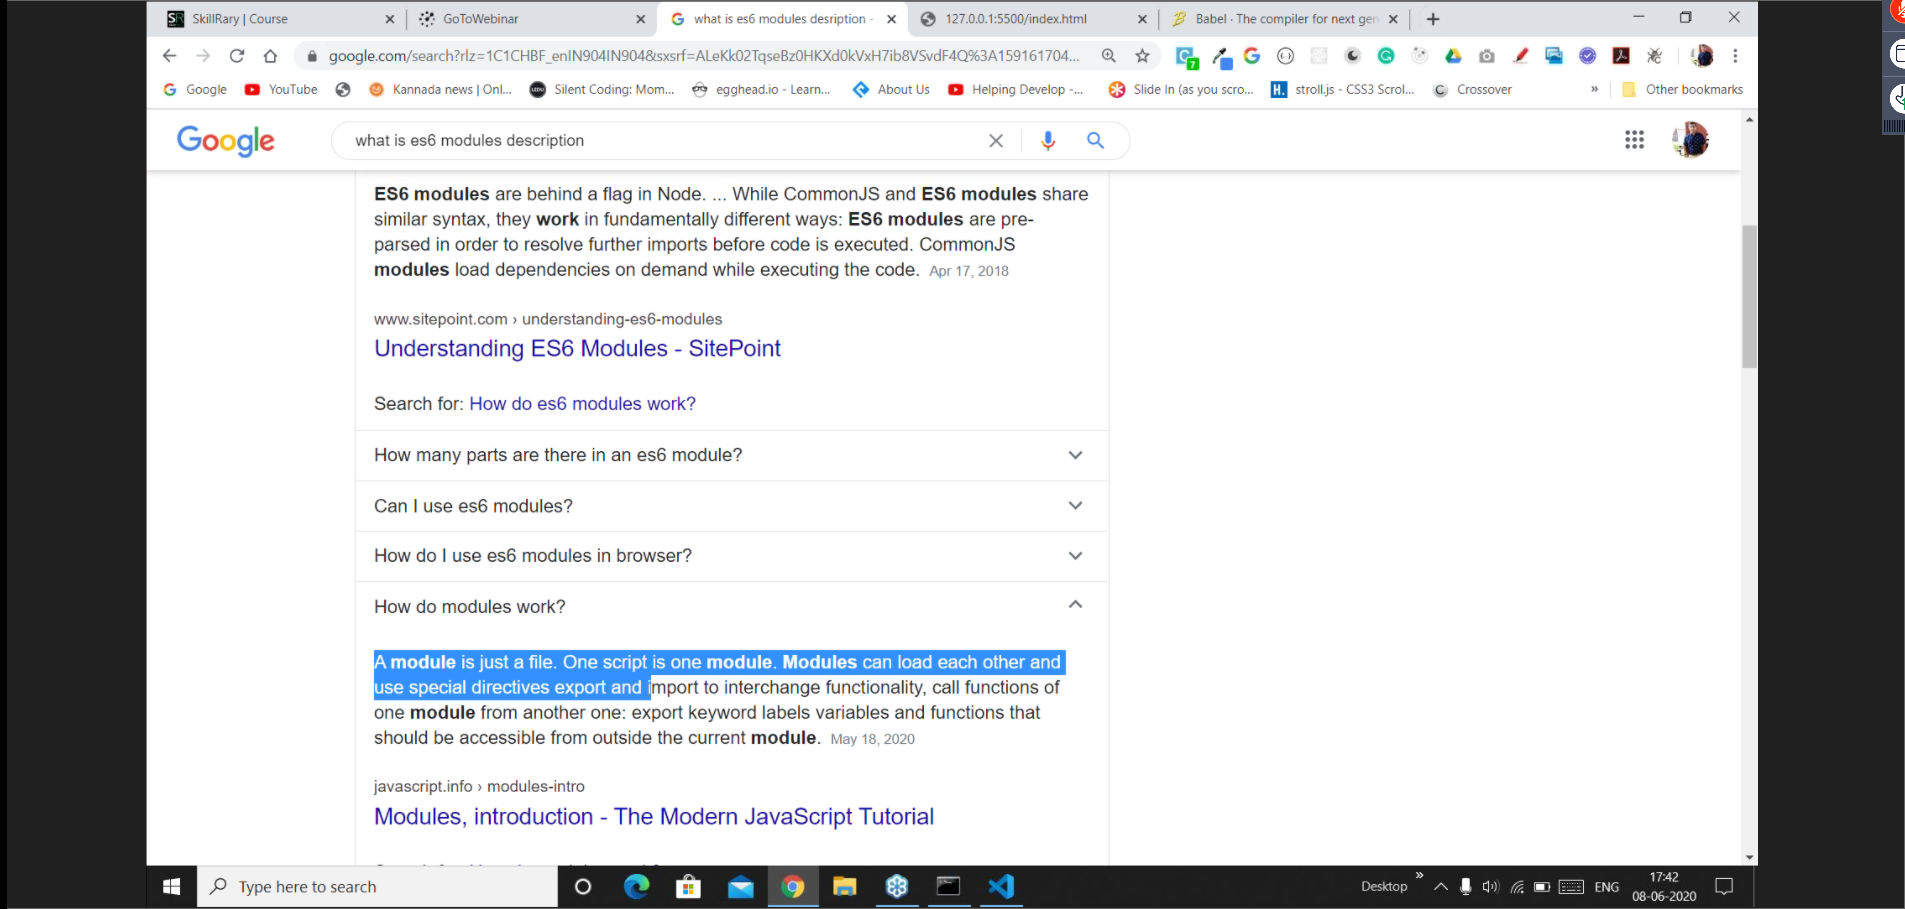 SkillRary | Course
GoToWebinar
what is es6 modules desription -
127.0.0.1:5500/index.html
Babel · The compiler for next gen
google.com/search?rlz=1C1CHBF_enIN904IN904&sxsrf=ALeKk02TqseBz0HKXd0kVxH7ib8VSvdF4Q%3A159161704...
Google
YouTube
Kannada news | Onl...
Silent Coding: Mom...
egghead.io - Learn...
About Us
Helping Develop -...
Slide In (as you scro...
H.
stroll.js - CSS3 Scrol...
Crossover
»
Other bookmarks
Google
what is es6 modules description
ES6 modules are behind a flag in Node. ... While CommonJS and ES6 modules share
similar syntax, they work in fundamentally different ways: ES6 modules are pre-
parsed in order to resolve further imports before code is executed. CommonJS
modules load dependencies on demand while executing the code. Apr 17, 2018
www.sitepoint.com › understanding-es6-modules
Understanding ES6 Modules - SitePoint
Search for: How do es6 modules work?
How many parts are there in an es6 module?
Can I use es6 modules?
How do I use es6 modules in browser?
How do modules work?
A module is just a file. One script is one module. Modules can load each other and
use special directives export and import to interchange functionality, call functions of
one module from another one: export keyword labels variables and functions that
should be accessible from outside the current module. May 18, 2020
javascript.info › modules-intro
Modules, introduction - The Modern JavaScript Tutorial
Type here to search
Desktop
»
ENG
17:42
08-06-2020